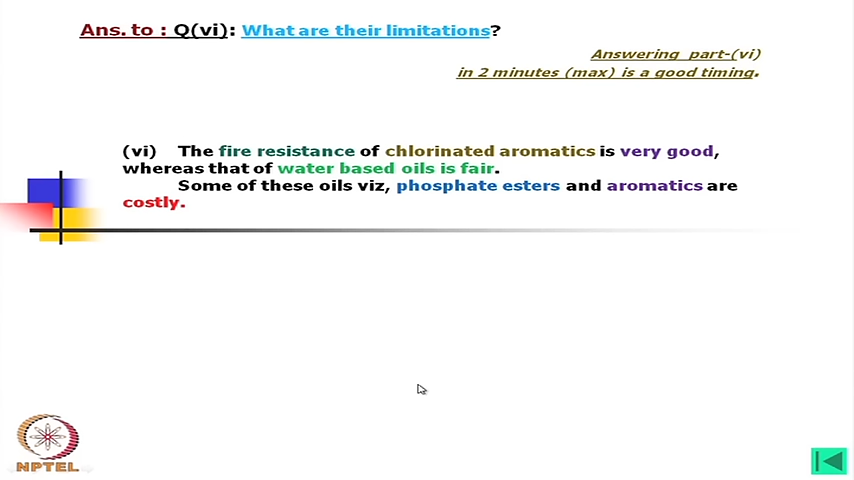 Ans. to : Q(vi): What are their limitations?
Answering part-(vi)
in 2 minutes (max) is a good timing.
(vi) The fire resistance of chlorinated aromatics is very good,
whereas that of water based oils is fair.
Some of these oils viz, phosphate esters and aromatics are
costly.
NPTEL